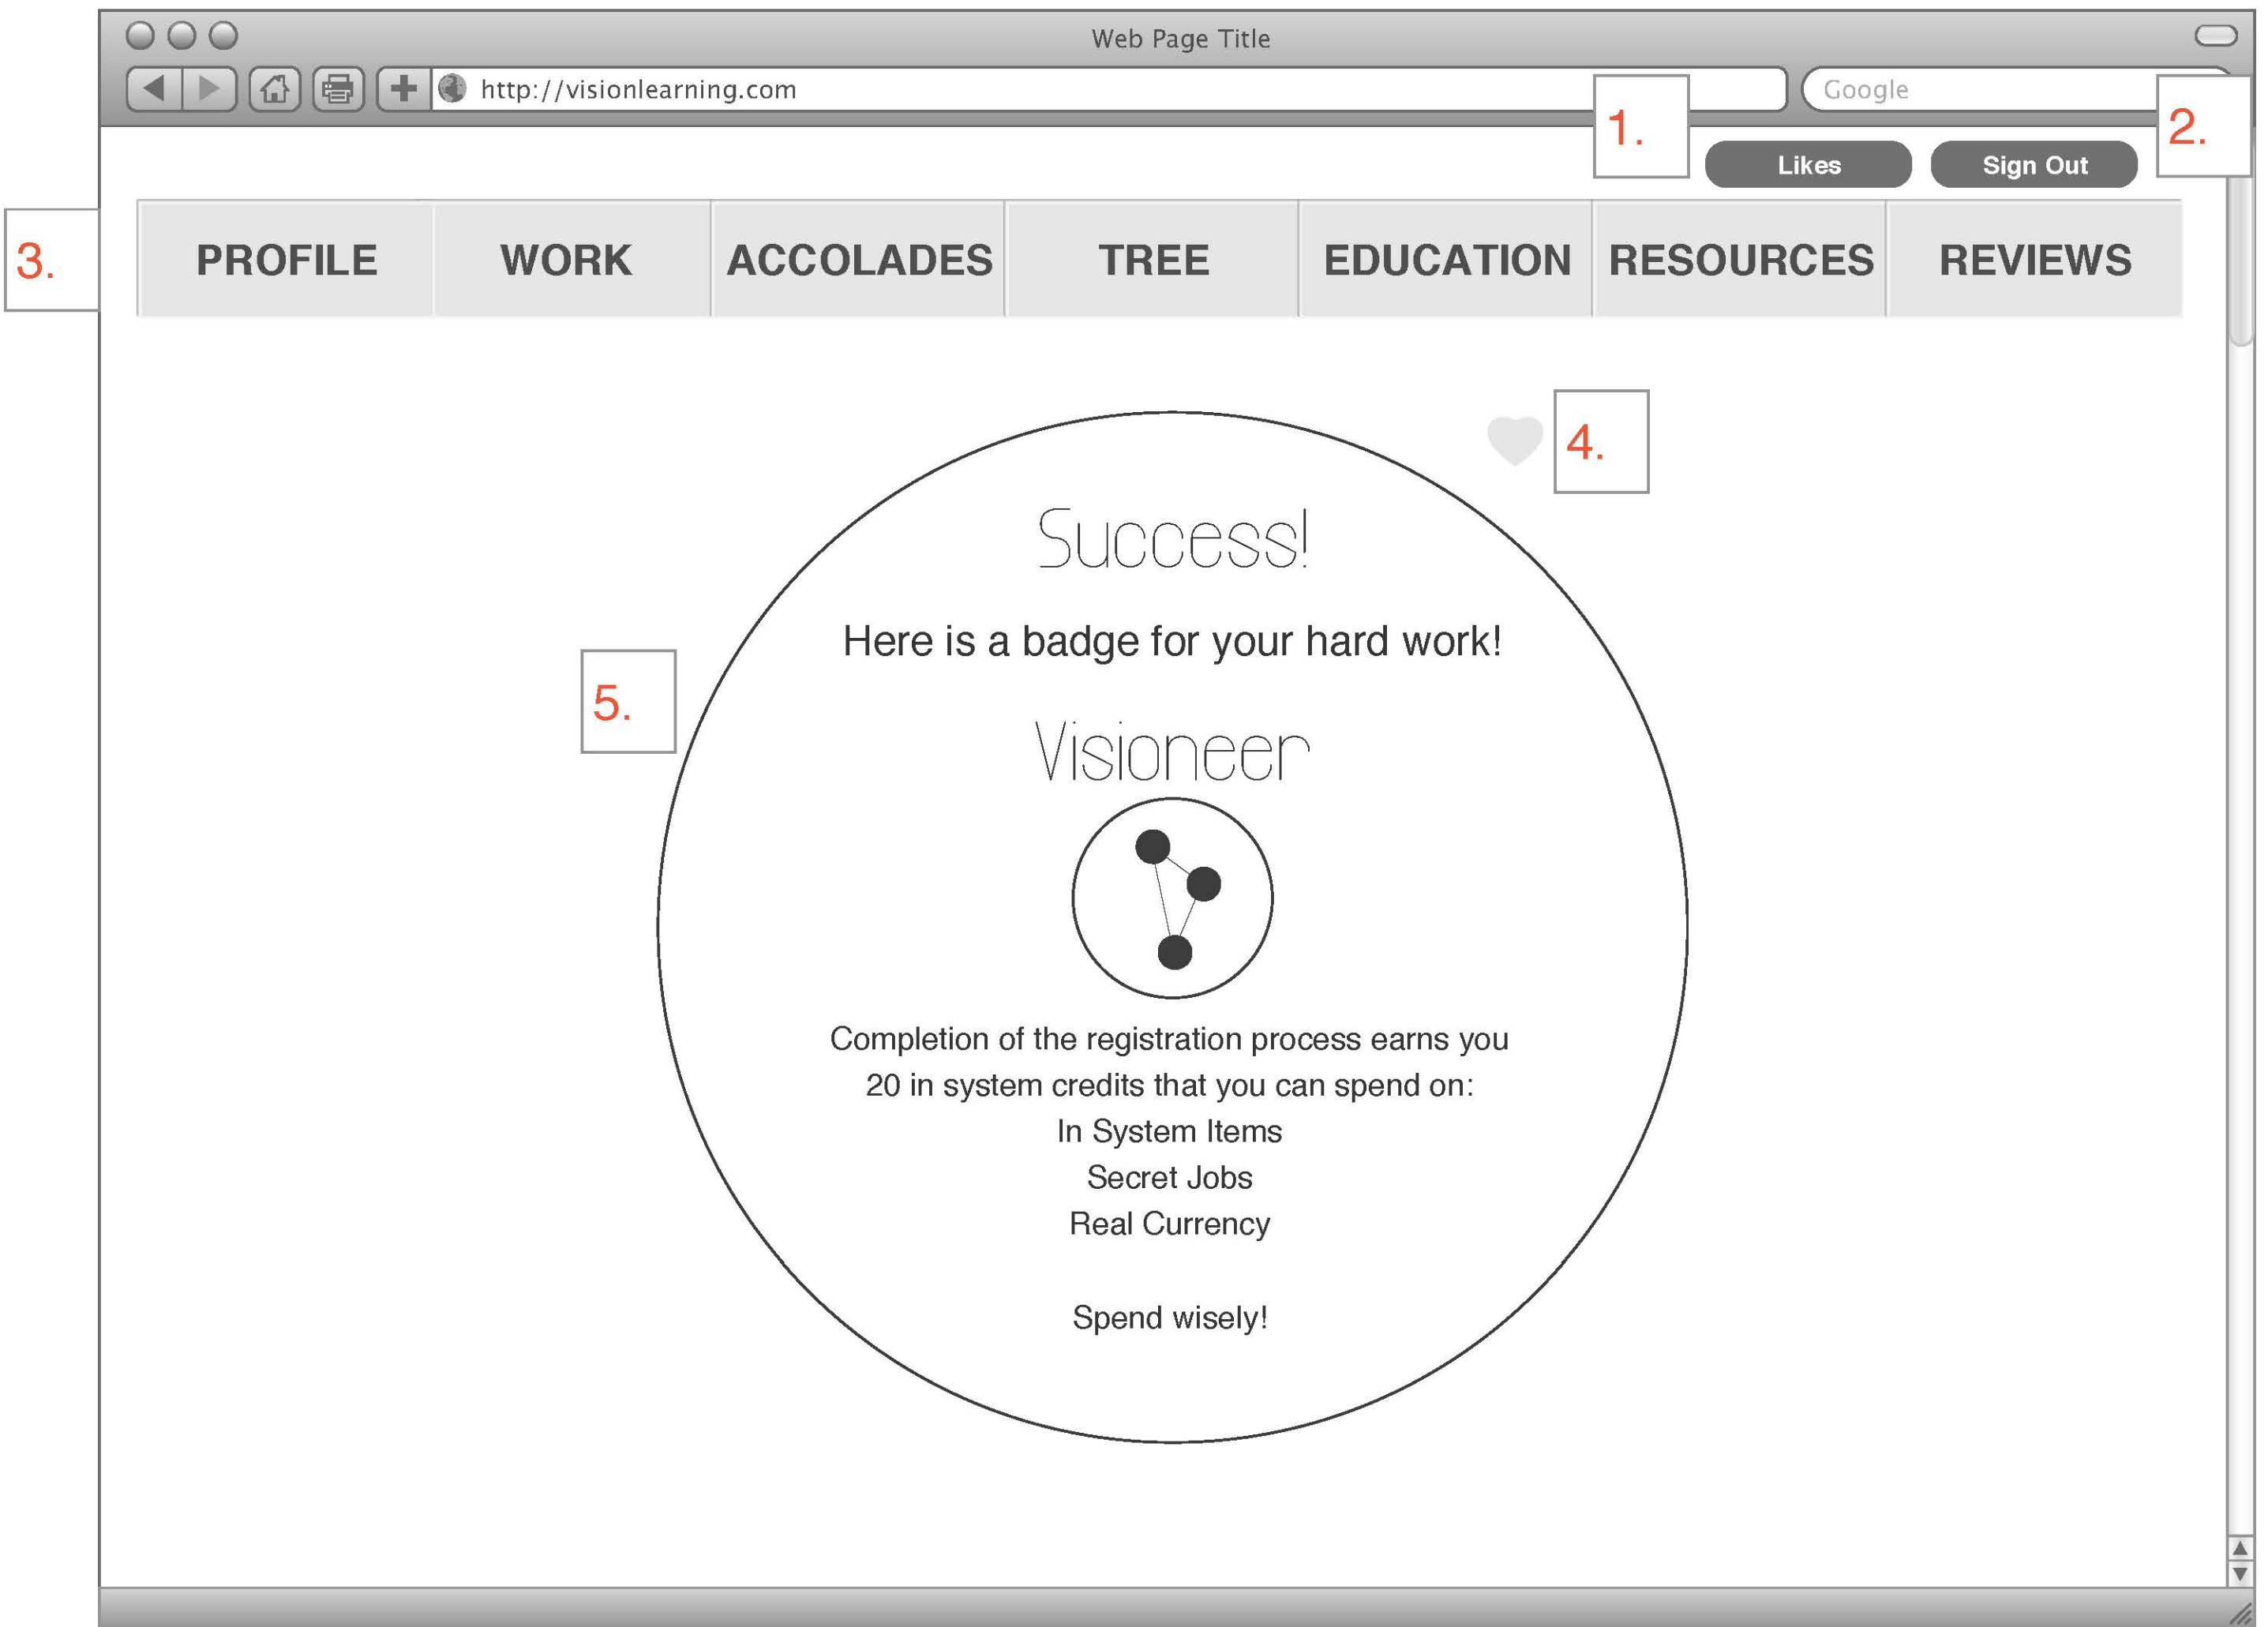 Web Page Title
http://visionlearning.com
Google
1.
2.
Likes
Sign Out
3.
PROFILE
WORK
ACCOLADES
TREE
EDUCATION
RESOURCES
REVIEWS
4.
Success!
Here is a badge for your hard work!
5.
Visioneer
Completion of the registration process earns you
20 in system credits that you can spend on:
In System Items
Secret Jobs
Real Currency
Spend wisely!